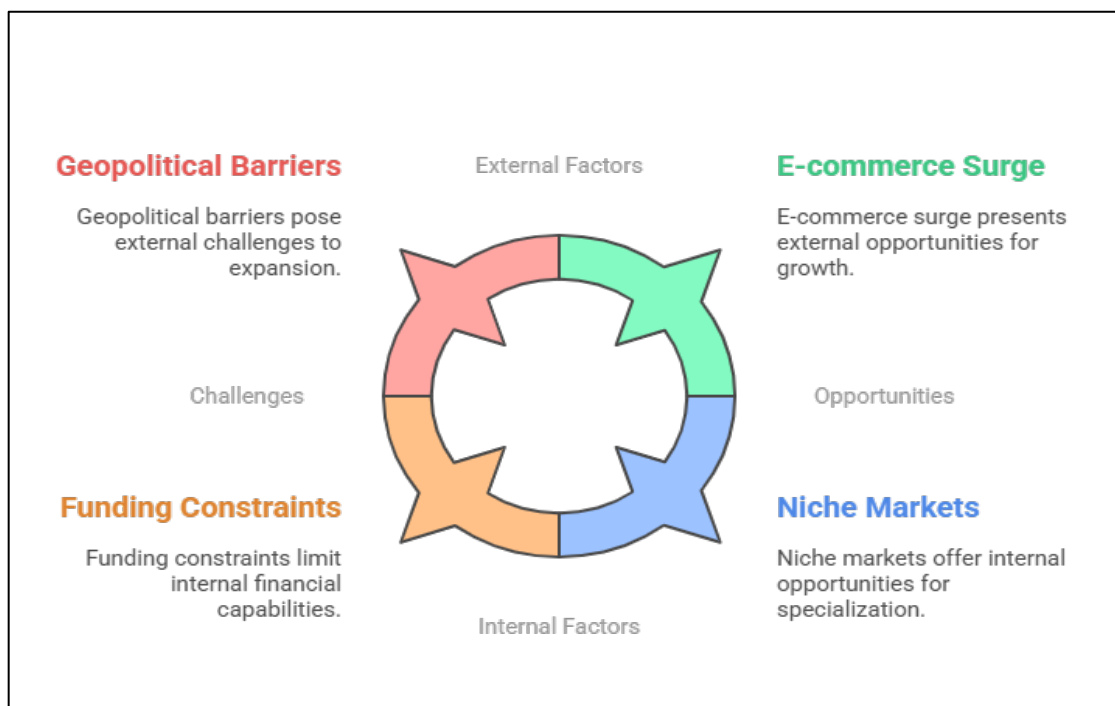 Geopolitical Barriers
Geopolitical barriers pose
external challenges to
expansion.
External Factors
E-commerce Surge
E-commerce surge presents
external opportunities for
growth.
Challenges
Opportunities
Funding Constraints
Funding constraints limit
internal financial
capabilities.
Internal Factors
Niche Markets
Niche markets offer internal
opportunities for
specialization.